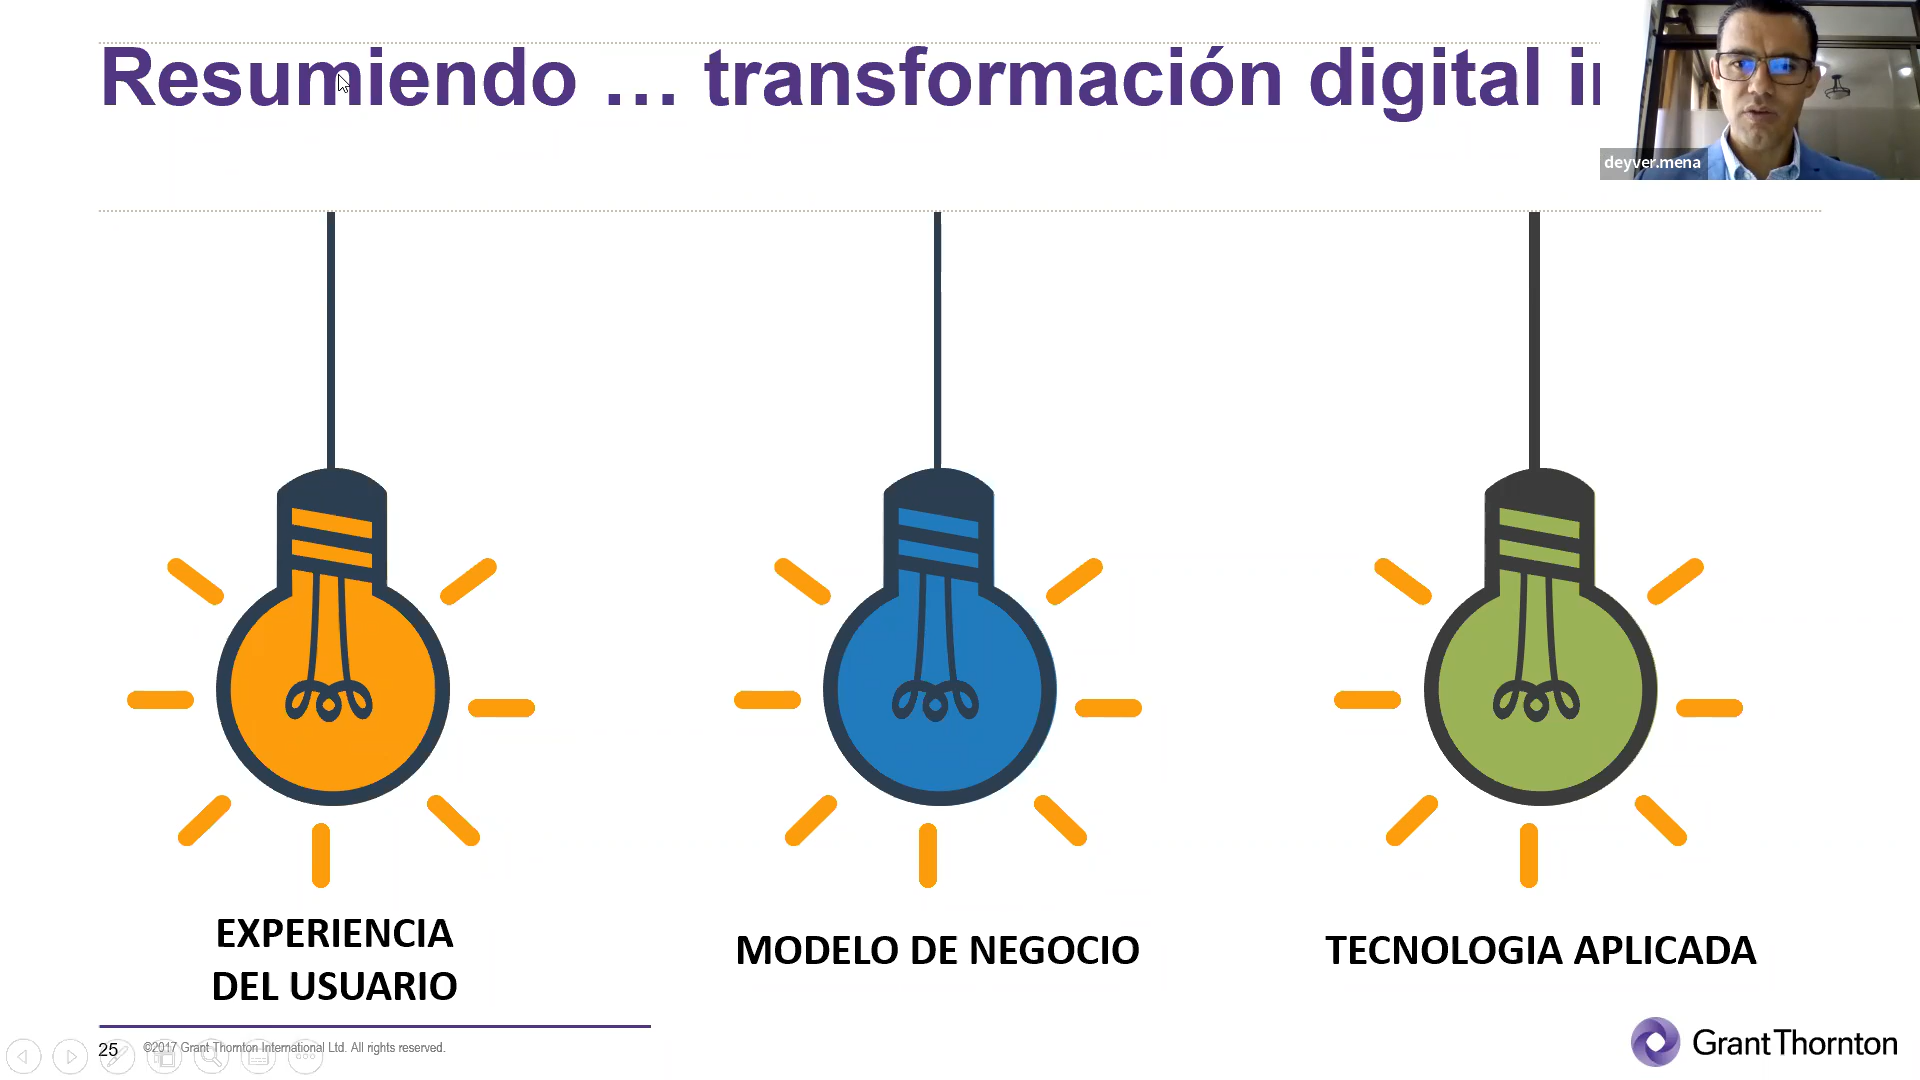 Resumiendo ... transformación digital
deyver.mena
EXPERIENCIA
DEL USUARIO
MODELO DE NEGOCIO
TECNOLOGIA APLICADA
25
©2017 Grant Thornton International Ltd. All rights reserved.
Grant Thornton